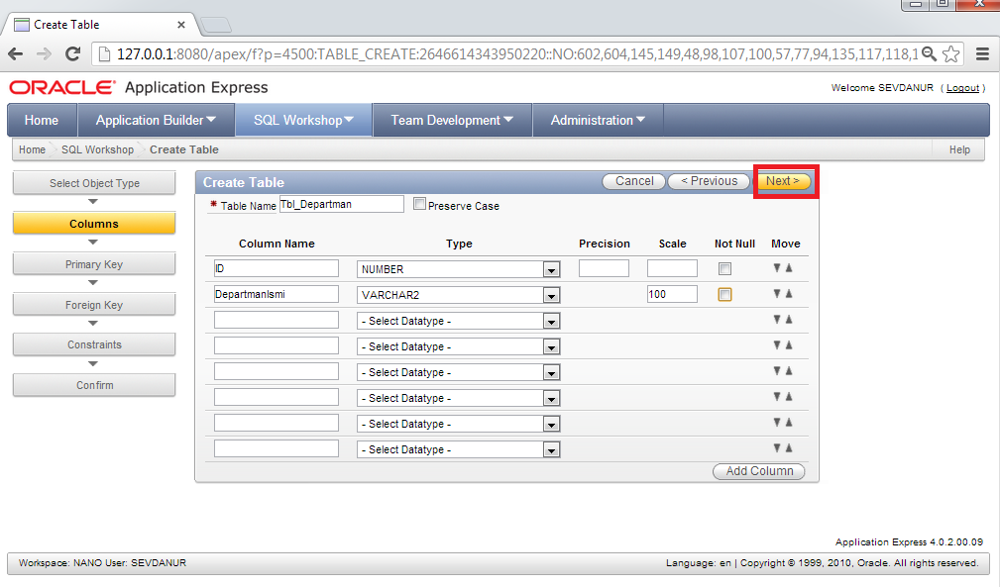 Create Table
127.0.0.1:8080/apex/f?p=4500:TABLE_CREATE:2646614343950220::NO:602,604,145,149,48,98,107,100,57,77,94,135,117,118,1
ORACLE Application Express
Welcome SEVDANUR ( Logout )
Home Application Builder SQL Workshop Team Development Administration
Home SQL Workshop Create Table Help
Select Object Type
Columns
Primary Key
Foreign Key
Constraints
Confirm
Create Table Cancel < Previous Next >
* Table Name Tbl_Departman Preserve Case
Column Name Type Precision Scale Not Null Move
ID NUMBER
DepartmanIsmi VARCHAR2 100
- Select Datatype -
- Select Datatype -
- Select Datatype -
- Select Datatype -
- Select Datatype -
- Select Datatype -
Add Column
Application Express 4.0.2.00.09
Workspace: NANO User: SEVDANUR Language: en | Copyright © 1999, 2010, Oracle. All rights reserved.